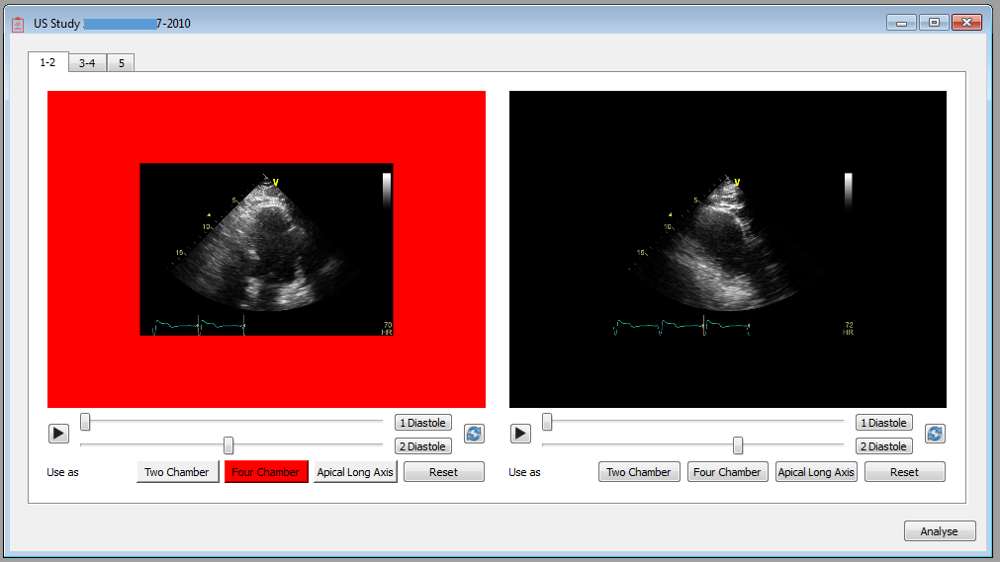 US Study 7-2010
1-2 3-4 5
V
5
10
15
70
HR
V
5
10
15
72
HR
1 Diastole
2 Diastole
1 Diastole
2 Diastole
Use as Two Chamber Four Chamber Apical Long Axis Reset
Use as Two Chamber Four Chamber Apical Long Axis Reset
Analyse